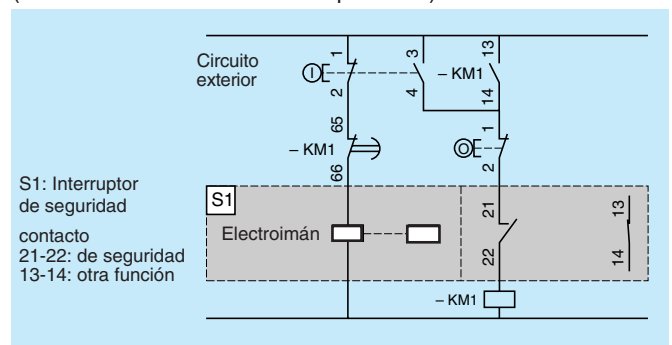 Circuito
exterior
I
1
2
3
4
13
14
– KM1
65
66
– KM1
O
1
2
S1: Interruptor
de seguridad
contacto
21-22: de seguridad
13-14: otra función
S1
Electroimán
21
22
13
14
– KM1